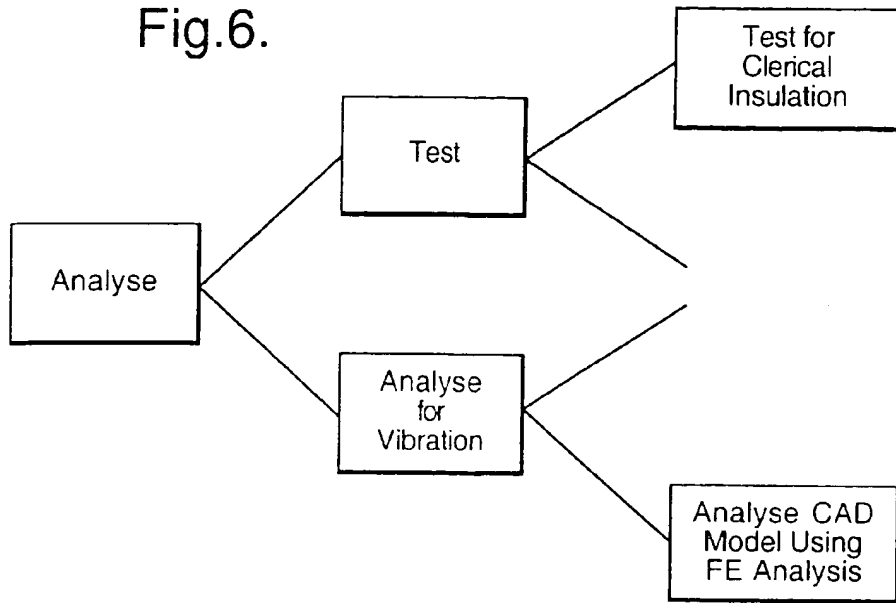 Fig.6.
Test for
Clerical
Insulation
Test
Analyse
Analyse
for
Vibration
Analyse CAD
Model Using
FE Analysis